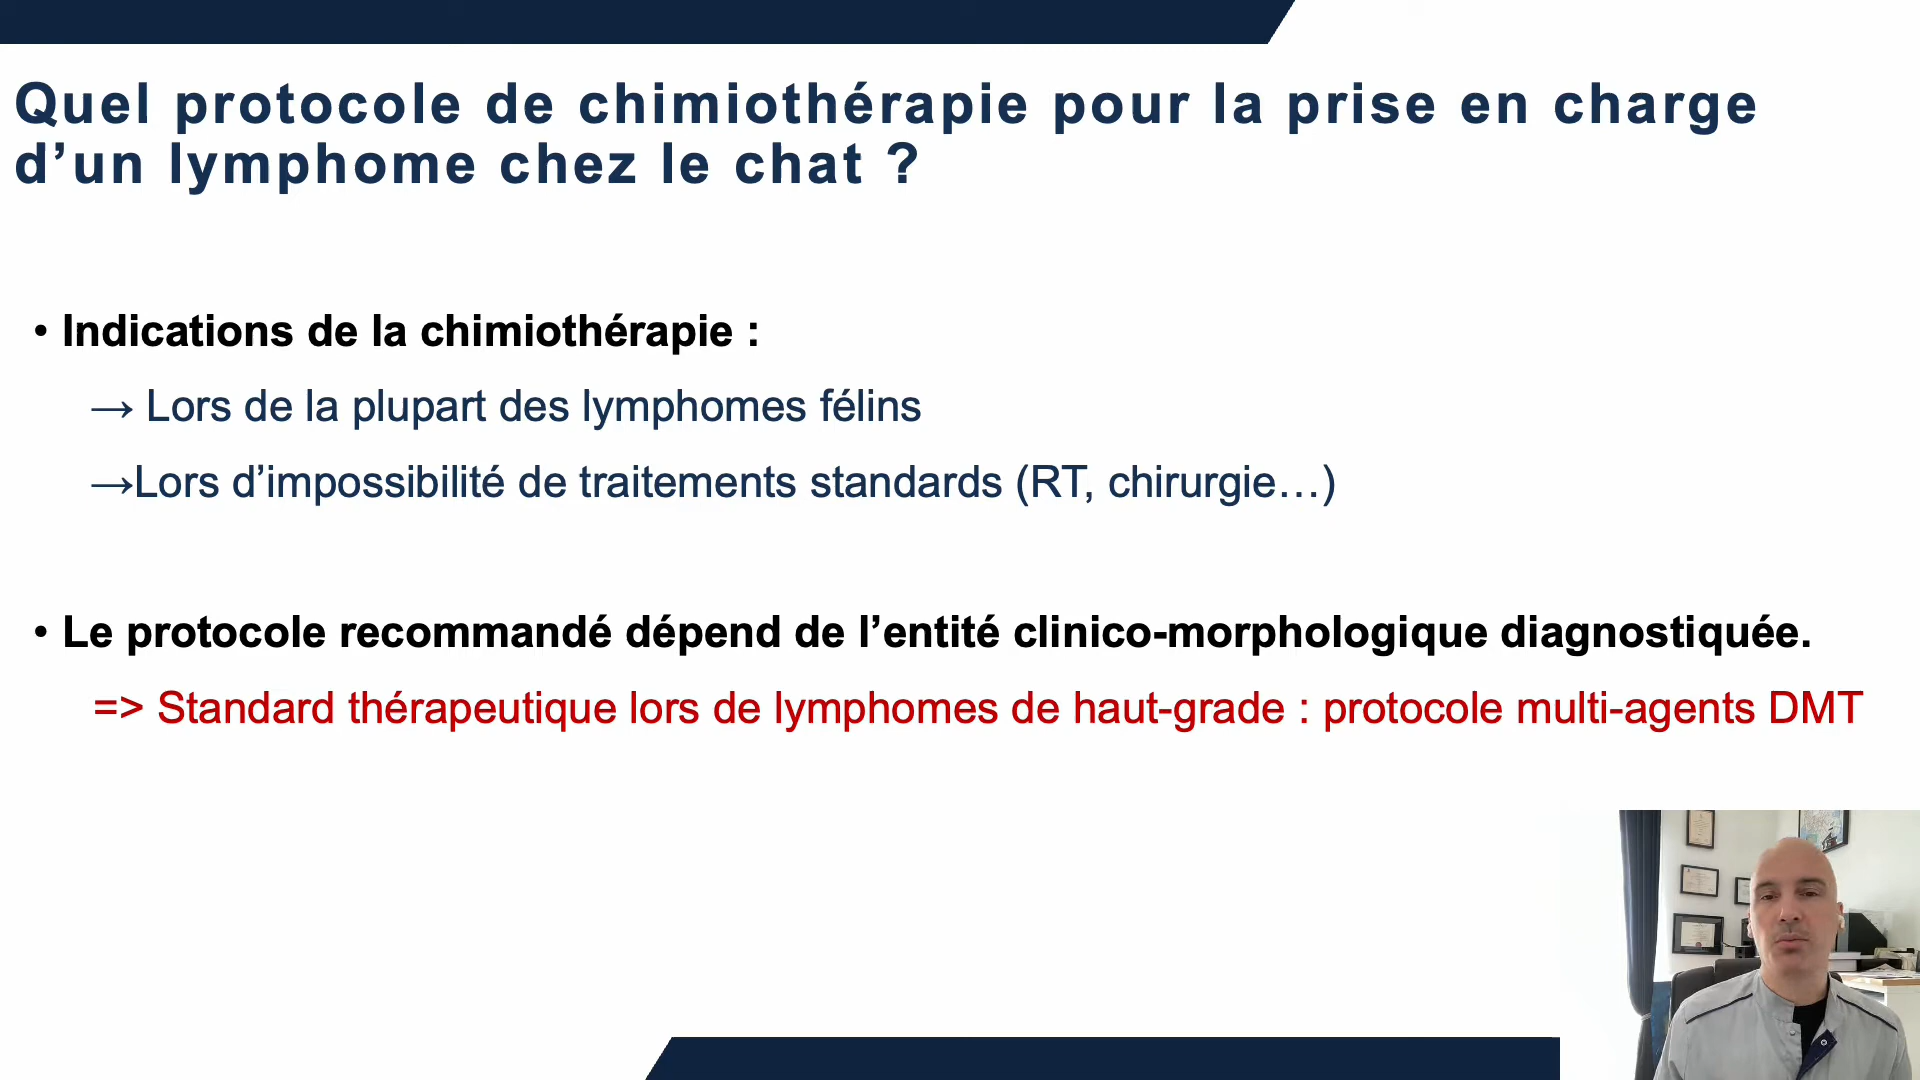 Quel protocole de chimiothérapie pour la prise en charge
d’un lymphome chez le chat ?
• Indications de la chimiothérapie :
→ Lors de la plupart des lymphomes félins
→Lors d’impossibilité de traitements standards (RT, chirurgie…)
• Le protocole recommandé dépend de l’entité clinico-morphologique diagnostiquée.
=> Standard thérapeutique lors de lymphomes de haut-grade : protocole multi-agents DMT